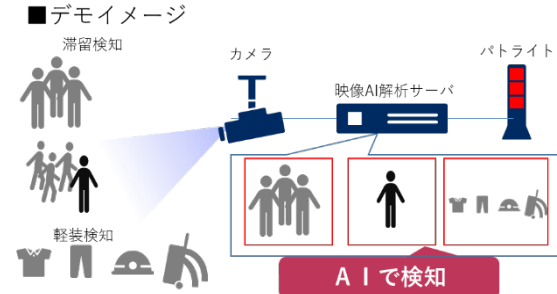 ■デモイメージ
滞留検知
カメラ
映像AI解析サーバ
パトライト
軽装検知
AIで検知